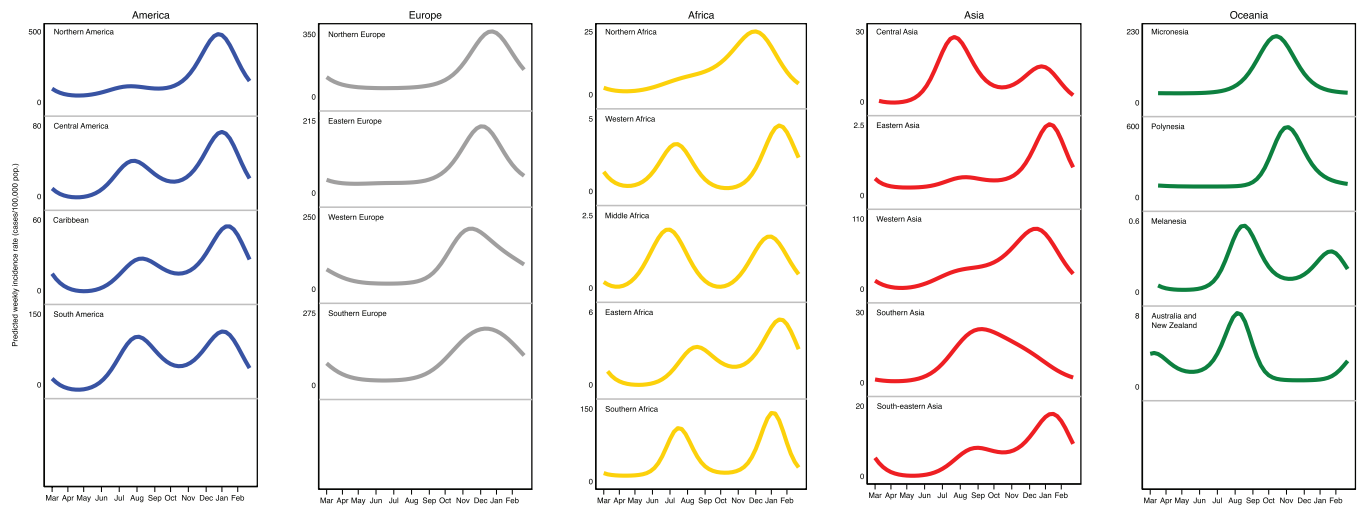 America
Europe
Africa
Asia
Oceania
Predicted weekly incidence rate (cases/100,000 pop.)
500
Northern America
0
80
Central America
0
60
Caribbean
0
150
South America
0
Mar Apr May Jun Jul Aug Sep Oct Nov Dec Jan Feb
350
Northern Europe
0
215
Eastern Europe
0
250
Western Europe
0
275
Southern Europe
0
Mar Apr May Jun Jul Aug Sep Oct Nov Dec Jan Feb
25
Northern Africa
0
5
Western Africa
0
2.5
Middle Africa
0
6
Eastern Africa
0
150
Southern Africa
0
Mar Apr May Jun Jul Aug Sep Oct Nov Dec Jan Feb
30
Central Asia
0
2.5
Eastern Asia
0
110
Western Asia
0
30
Southern Asia
0
20
South-eastern Asia
0
Mar Apr May Jun Jul Aug Sep Oct Nov Dec Jan Feb
230
Micronesia
0
600
Polynesia
0
0.6
Melanesia
0
8
Australia and
New Zealand
0
Mar Apr May Jun Jul Aug Sep Oct Nov Dec Jan Feb